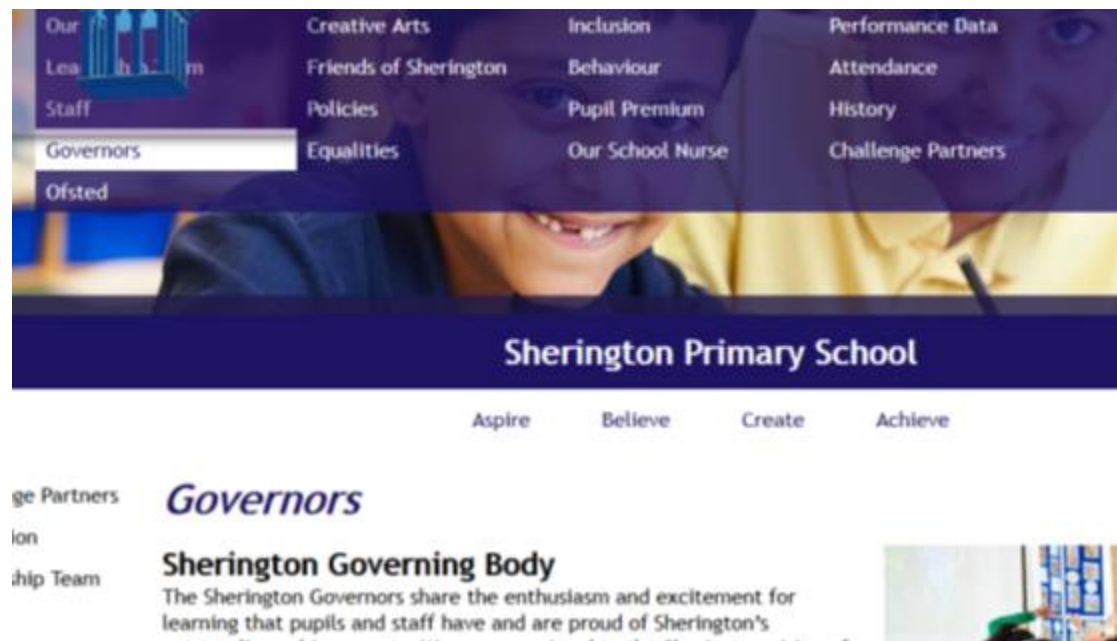 Our
Creative Arts
Inclusion
Performance Data
Friends of Sherington
Behaviour
Attendance
Staff
Policies
Pupil Premium
History
Governors
Equalities
Our School Nurse
Challenge Partners
Ofsted
Sherington Primary School
Aspire Believe Create Achieve
ge Partners
ion
ship Team
Governors
Sherington Governing Body
The Sherington Governors share the enthusiasm and excitement for
learning that pupils and staff have and are proud of Sherington's